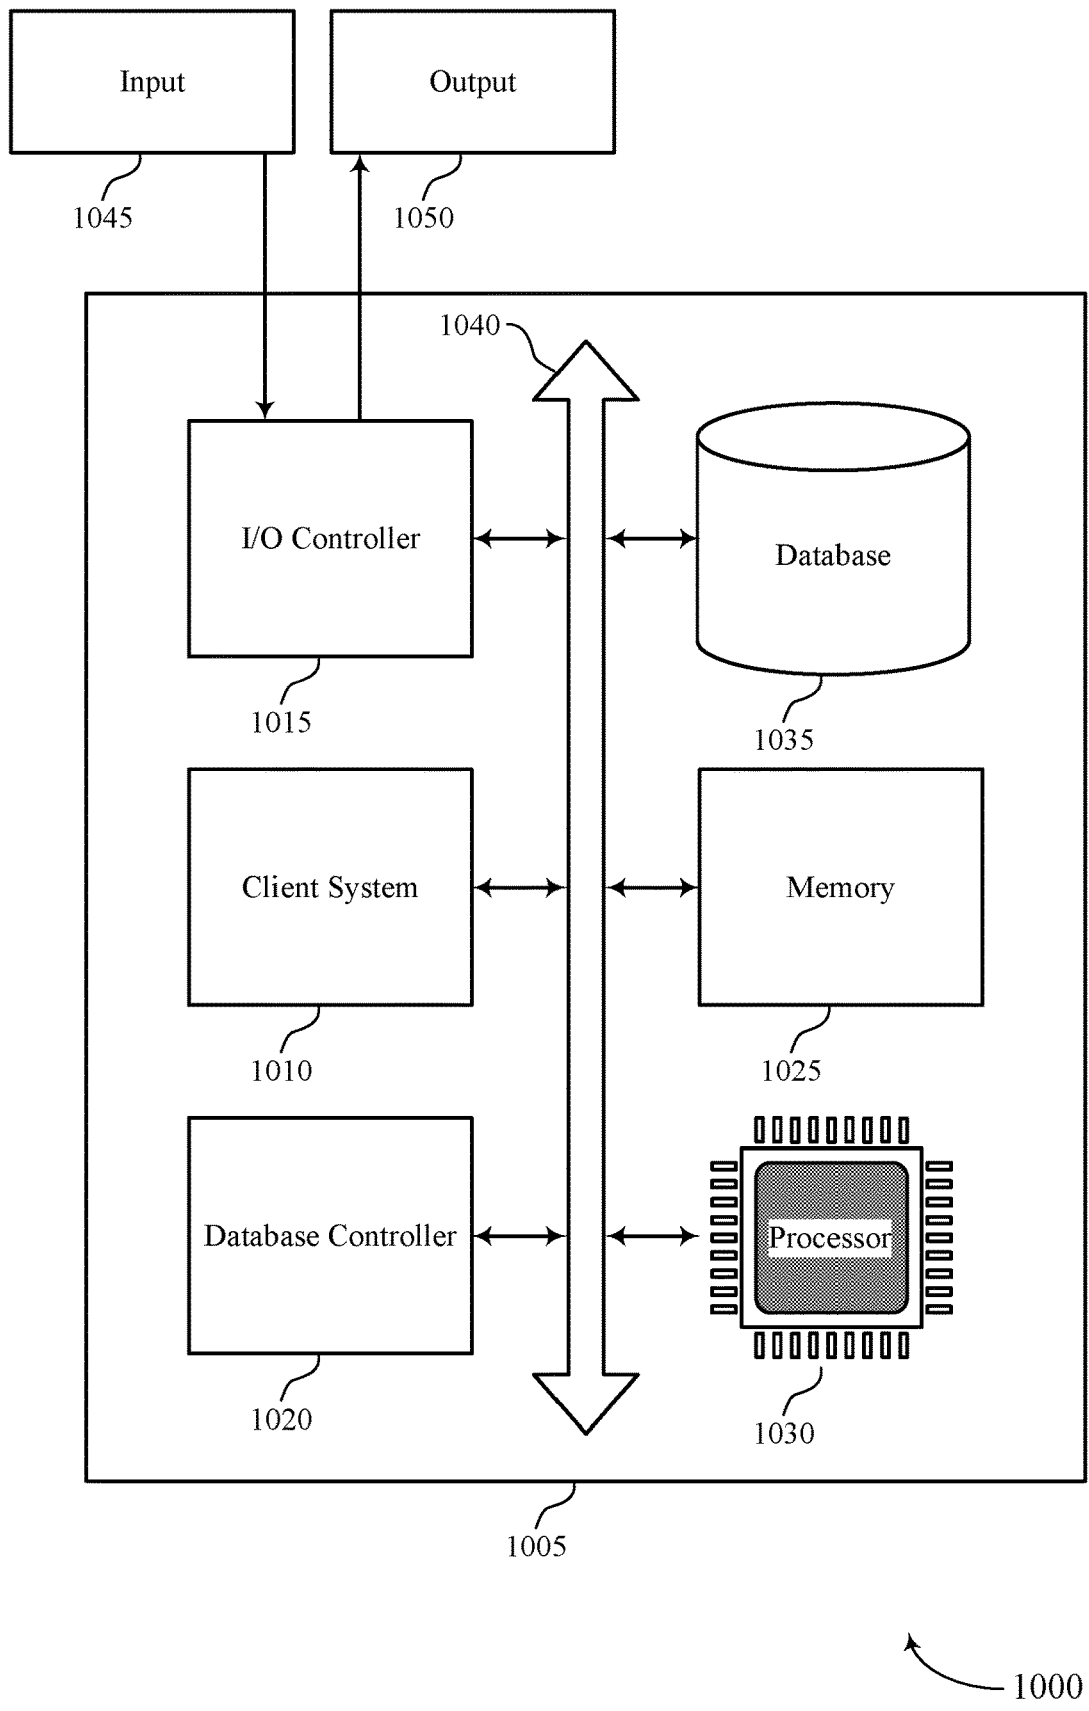 Input
Output
1045
1050
1040
I/O Controller
Database
1015
1035
Client System
Memory
1010
1025
Database Controller
Processor
1020
1030
1005
1000